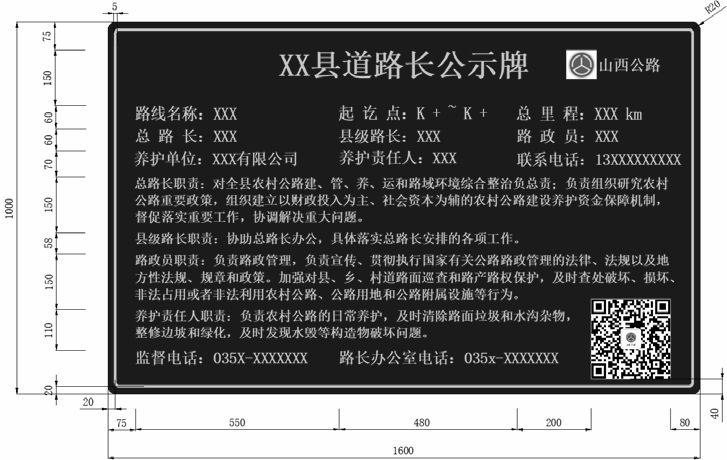 5
R20
XX县道路长公示牌
山西公路
路线名称：XXX 起 讫 点：K + ~ K + 总 里 程：XXX km
总 路 长：XXX 县级路长：XXX 路 政 员：XXX
养护单位：XXX有限公司 养护责任人：XXX 联系电话：13XXXXXXXXX
总路长职责：对全县农村公路建、管、养、运和路域环境综合整治负总责；负责组织研究农村
公路重要政策，组织建立以财政投入为主、社会资本为辅的农村公路建设养护资金保障机制，
督促落实重要工作，协调解决重大问题。
县级路长职责：协助总路长办公，具体落实总路长安排的各项工作。
路政员职责：负责路政管理，负责宣传、贯彻执行国家有关公路路政管理的法律、法规以及地
方性法规、规章和政策。加强对县、乡、村道路面巡查和路产路权保护，及时查处破坏、损坏、
非法占用或者非法利用农村公路、公路用地和公路附属设施等行为。
养护责任人职责：负责农村公路的日常养护，及时清除路面垃圾和水沟杂物，
整修边坡和绿化，及时发现水毁等构造物破坏问题。
监督电话：035X-XXXXXXX 路长办公室电话：035x-XXXXXXX
75
150
60
60
70
150
58
150
110
20
1000
20
75
550
480
200
80
40
1600